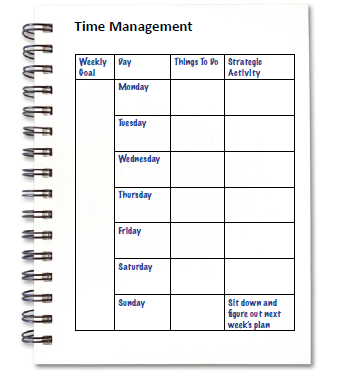 Time Management
Weekly Day Things To Do Strategic
Goal Activity
Monday
Tuesday
Wednesday
Thursday
Friday
Saturday
Sunday Sit down and
figure out next
week's plan